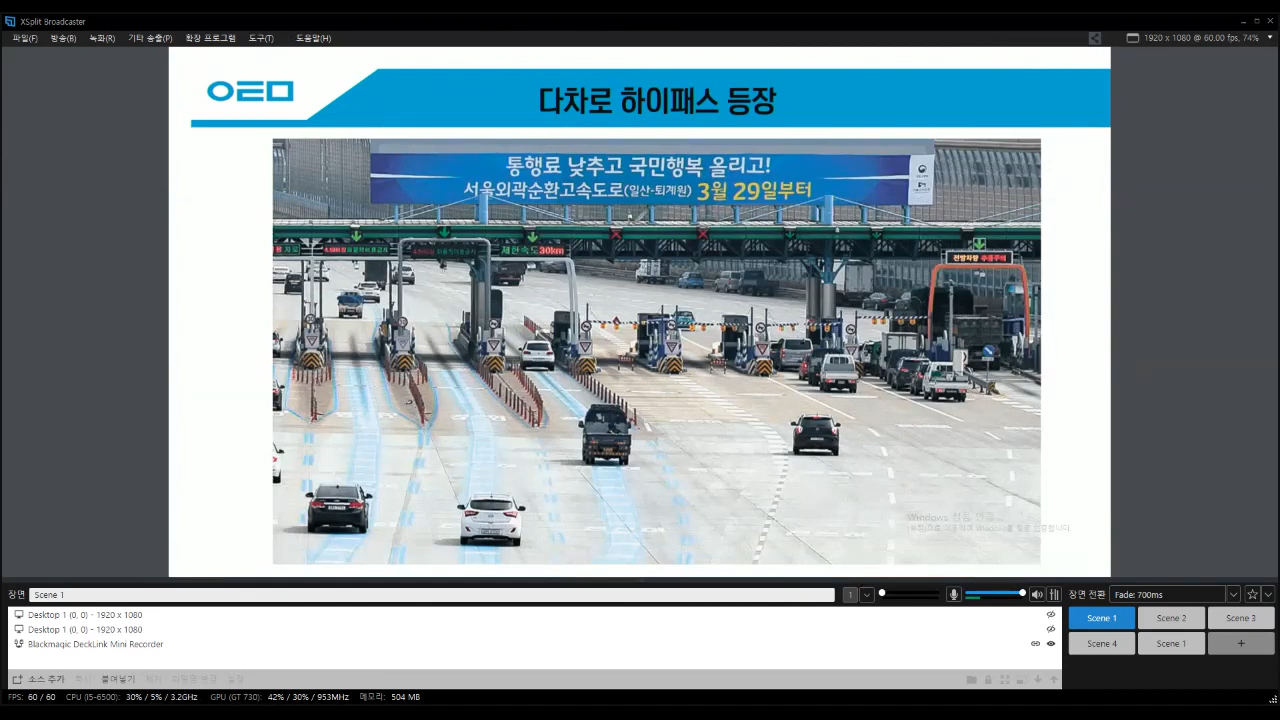 XSplit Broadcaster
파일(F) 방송(B) 녹화(R) 기타 송출(P) 확장 프로그램 도구(T) 도움말(H)
1920 x 1080 @ 60.00 fps, 74%
다차로 하이패스 등장
통행료 낮추고 국민행복 올리고!
서울외곽순환고속도로(일산-퇴계원) 3월 29일부터
제한속도30km
전방차량
장면 Scene 1
1
장면 전환 Fade: 700ms
Desktop 1 (0, 0) - 1920 x 1080
Desktop 1 (0, 0) - 1920 x 1080
Blackmagic DeckLink Mini Recorder
Scene 1 Scene 2 Scene 3
Scene 4 Scene 1 +
소스 추가 복사 붙여넣기
FPS: 60 / 60 CPU (I5-6500): 30% / 5% / 3.2GHz GPU (GT 730): 42% / 30% / 953MHz 메모리: 504 MB